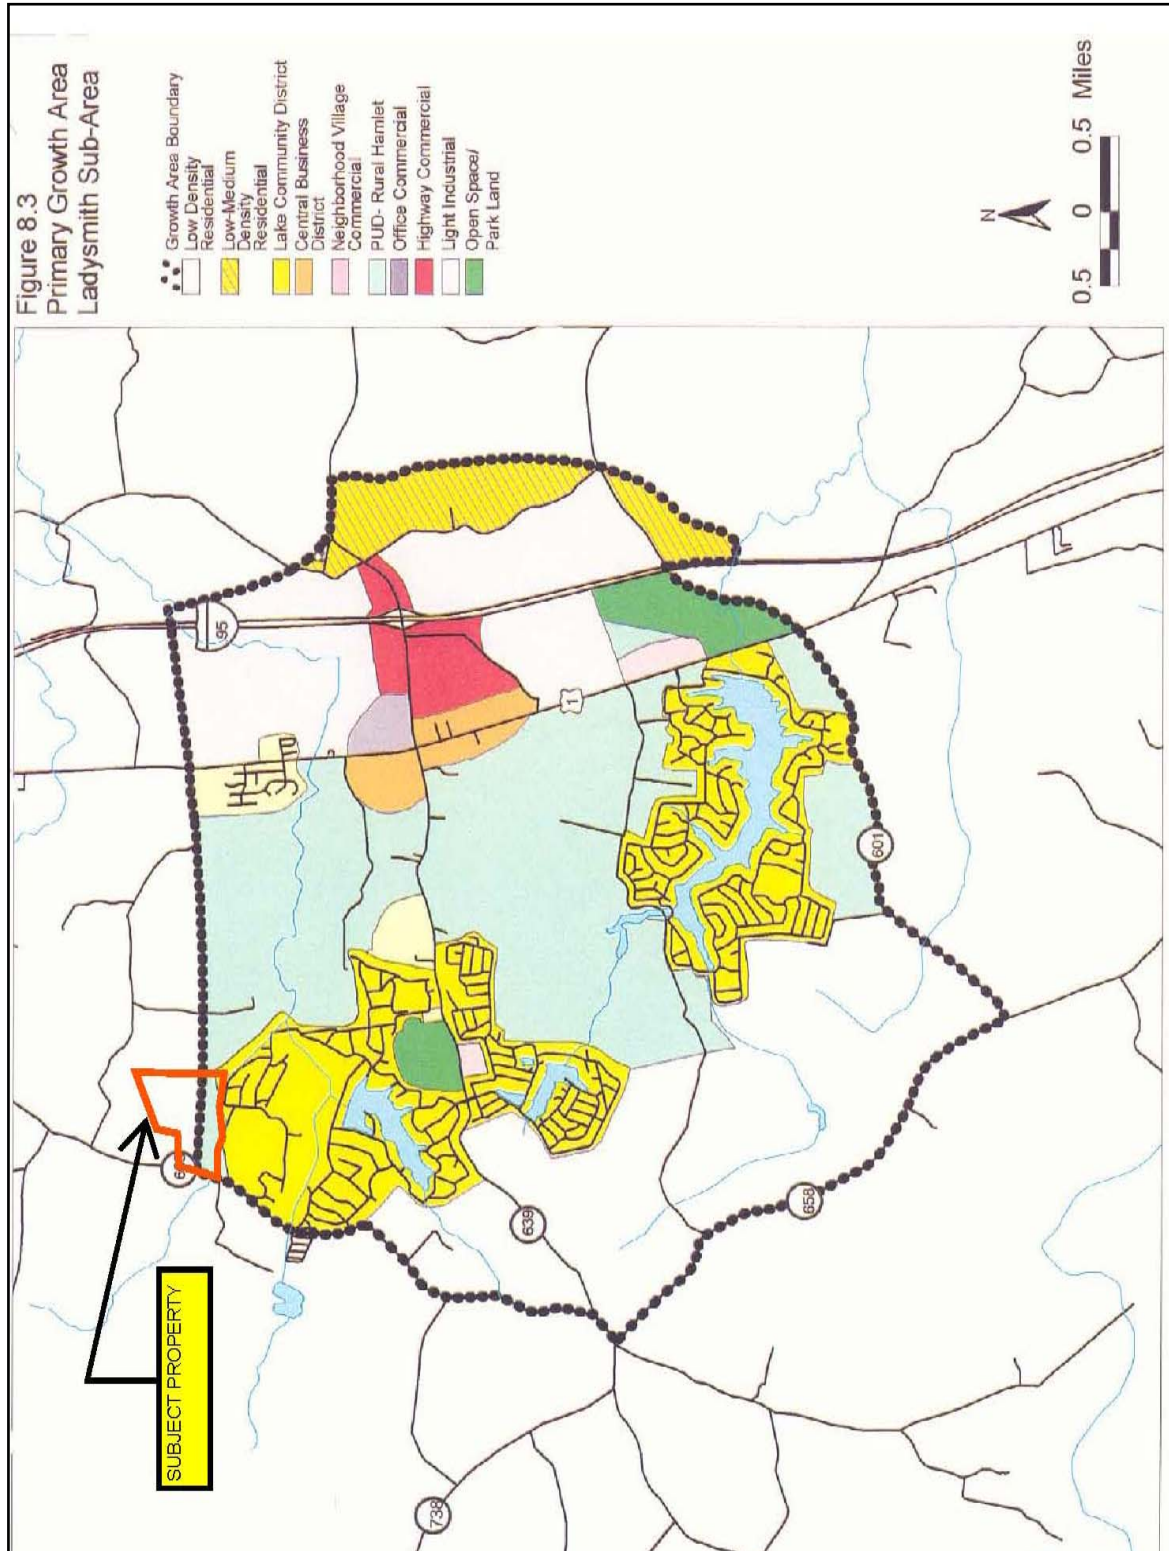 Figure 8.3
Primary Growth Area
Ladysmith Sub-Area
Growth Area Boundary
Low Density
Residential
Low-Medium
Density
Residential
Lake Community District
Central Business
District
Neighborhood Village
Commercial
PUD- Rural Hamlet
Office Commercial
Highway Commercial
Light Industrial
Open Space/
Park Land
N
0.5 0 0.5 Miles
95
1
601
639
658
738
SUBJECT PROPERTY